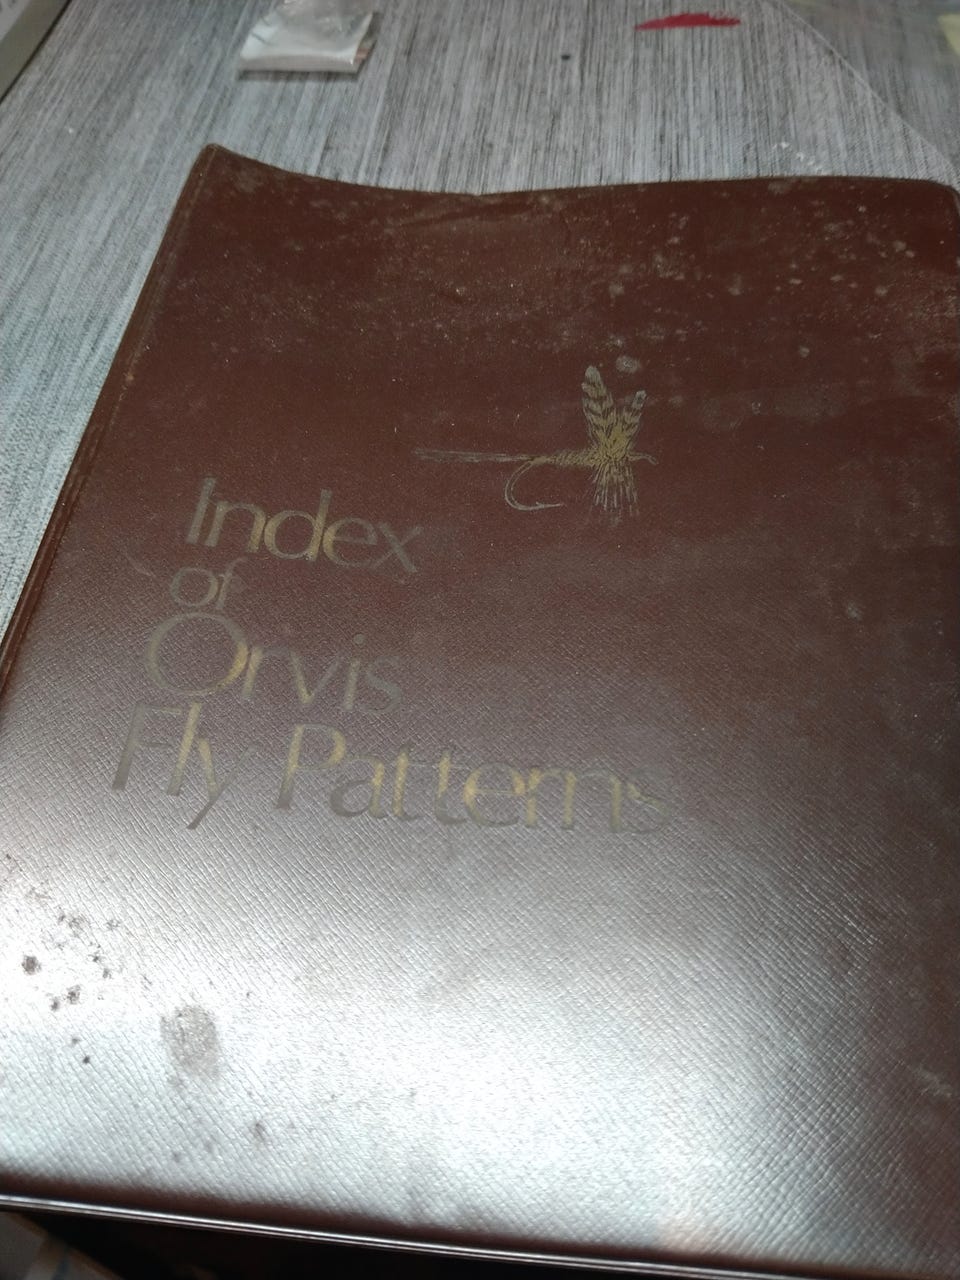 Index
of
Orvis
Fly Patterns